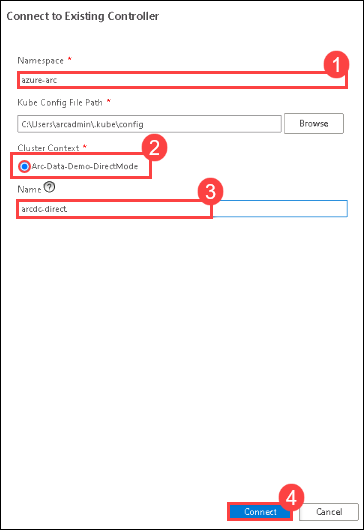 Connect to Existing Controller
1
Namespace *
azure-arc
Kube Config File Path *
C:\Users\arcadmin\.kube\config
Browse
2
Cluster Context *
Arc-Data-Demo-DirectMode
3
Name ?
arcdc-direct
4
Connect
Cancel